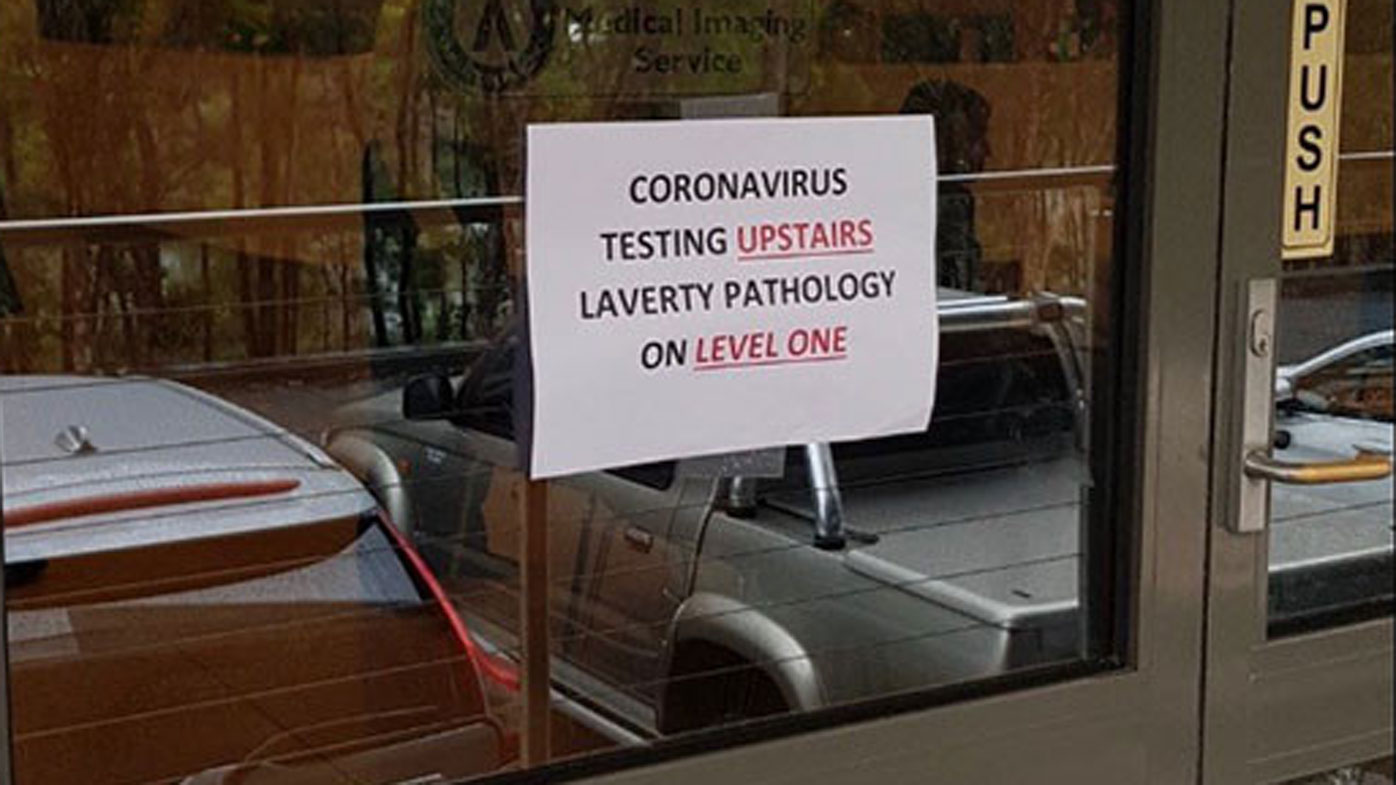 Medical Imaging
Service
CORONAVIRUS
TESTING UPSTAIRS
LAVERTY PATHOLOGY
ON LEVEL ONE
PUSH